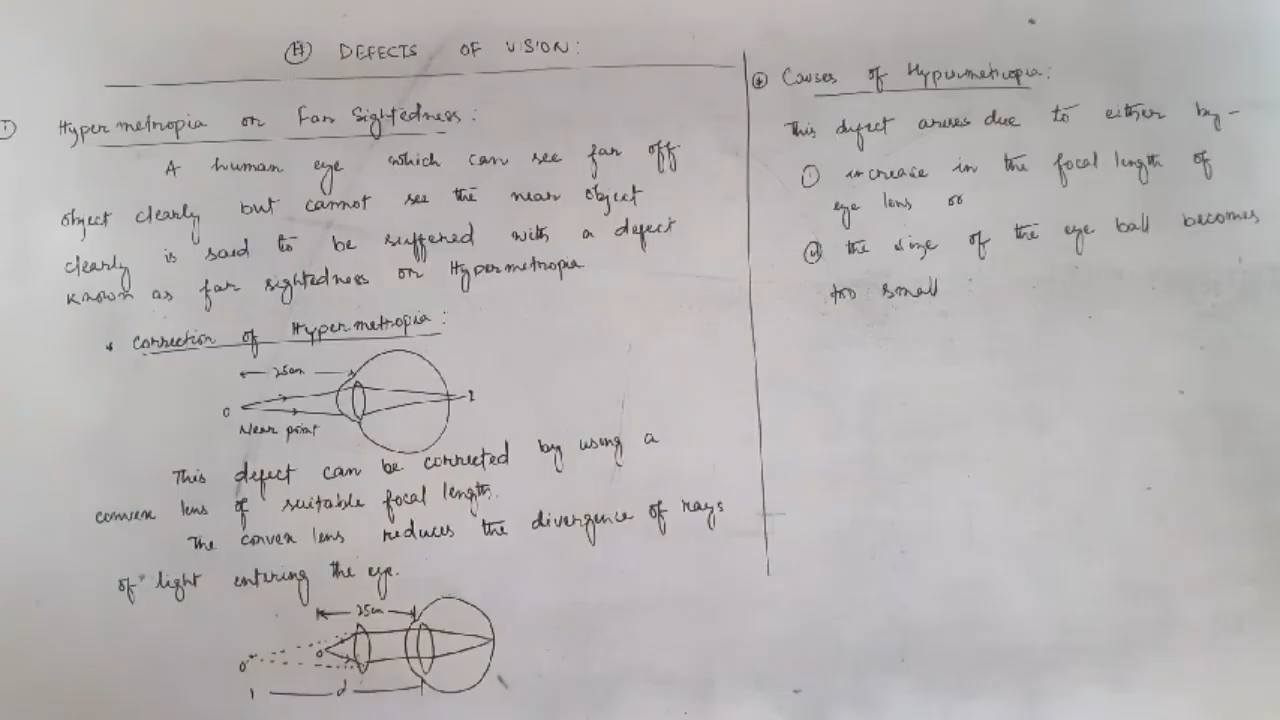 (H) DEFECTS OF VISION:
Hypermetropia or Far Sightedness:
A human eye which can see far off
object clearly but cannot see the near object
clearly is said to be suffered with a defect
known as far sightedness or Hypermetropia
* Correction of Hypermetropia:
25cm
O
I
Near point
This defect can be corrected by using a
convex lens of suitable focal length.
The convex lens reduces the divergence of rays
of light entering the eye.
25cm
O' O
d
* Causes of Hypermetropia:
This defect arises due to either by-
(i) increase in the focal length of
eye lens or
(ii) the size of the eye ball becomes
too small